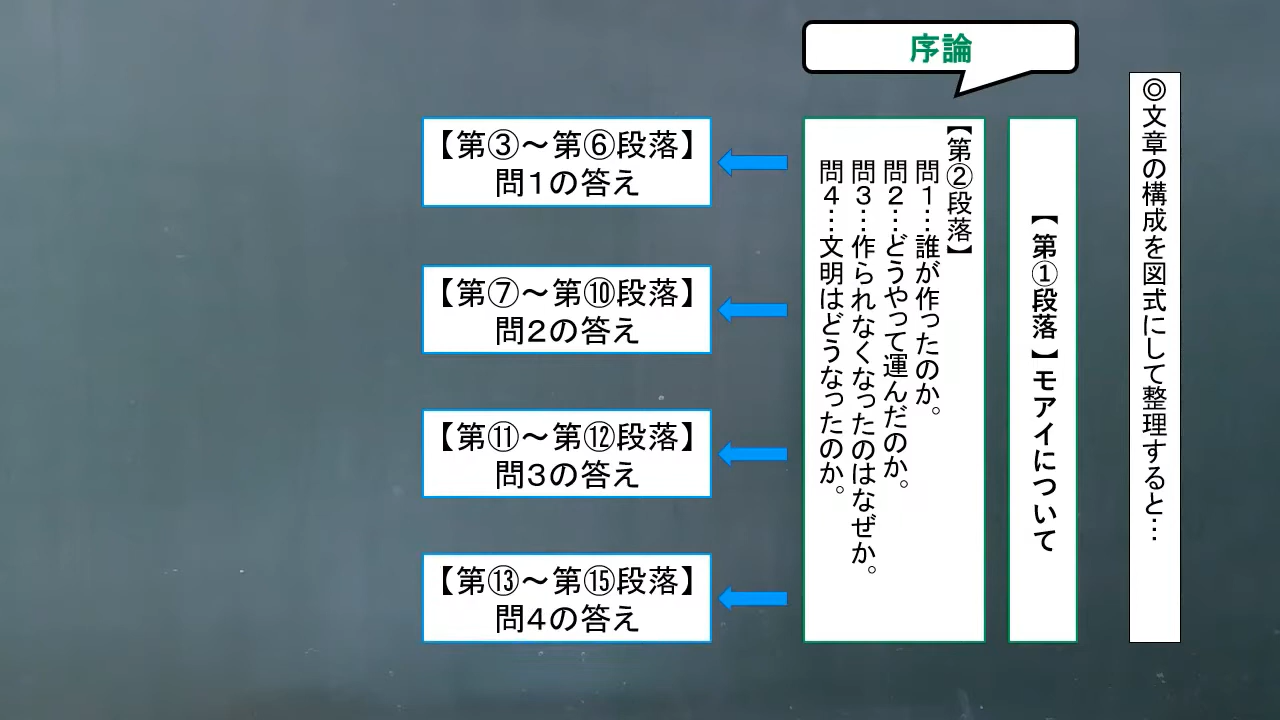 ◎文章の構成を図式にして整理すると…
序論
【第①段落】モアイについて
【第②段落】
問１…誰が作ったのか。
問２…どうやって運んだのか。
問３…作られなくなったのはなぜか。
問４…文明はどうなったのか。
【第③～第⑥段落】
問１の答え
【第⑦～第⑩段落】
問２の答え
【第⑪～第⑫段落】
問３の答え
【第⑬～第⑮段落】
問４の答え